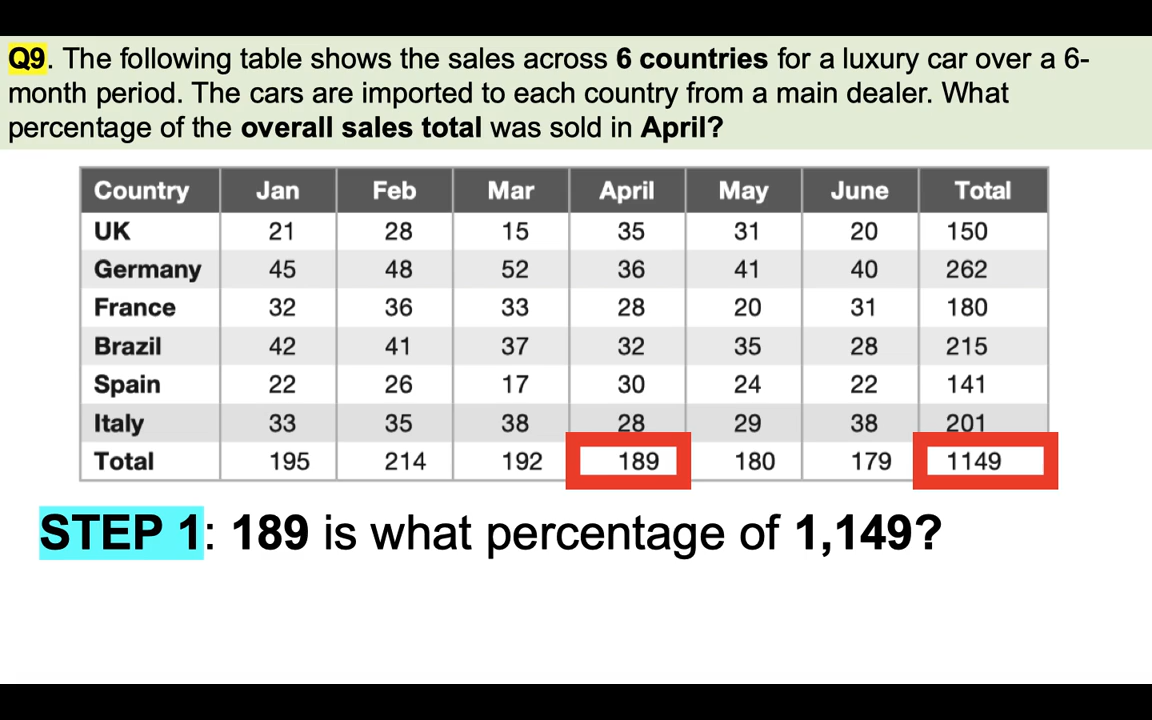 Q9. The following table shows the sales across 6 countries for a luxury car over a 6-
month period. The cars are imported to each country from a main dealer. What
percentage of the overall sales total was sold in April?
Country Jan Feb Mar April May June Total
UK 21 28 15 35 31 20 150
Germany 45 48 52 36 41 40 262
France 32 36 33 28 20 31 180
Brazil 42 41 37 32 35 28 215
Spain 22 26 17 30 24 22 141
Italy 33 35 38 28 29 38 201
Total 195 214 192 189 180 179 1149
STEP 1: 189 is what percentage of 1,149?